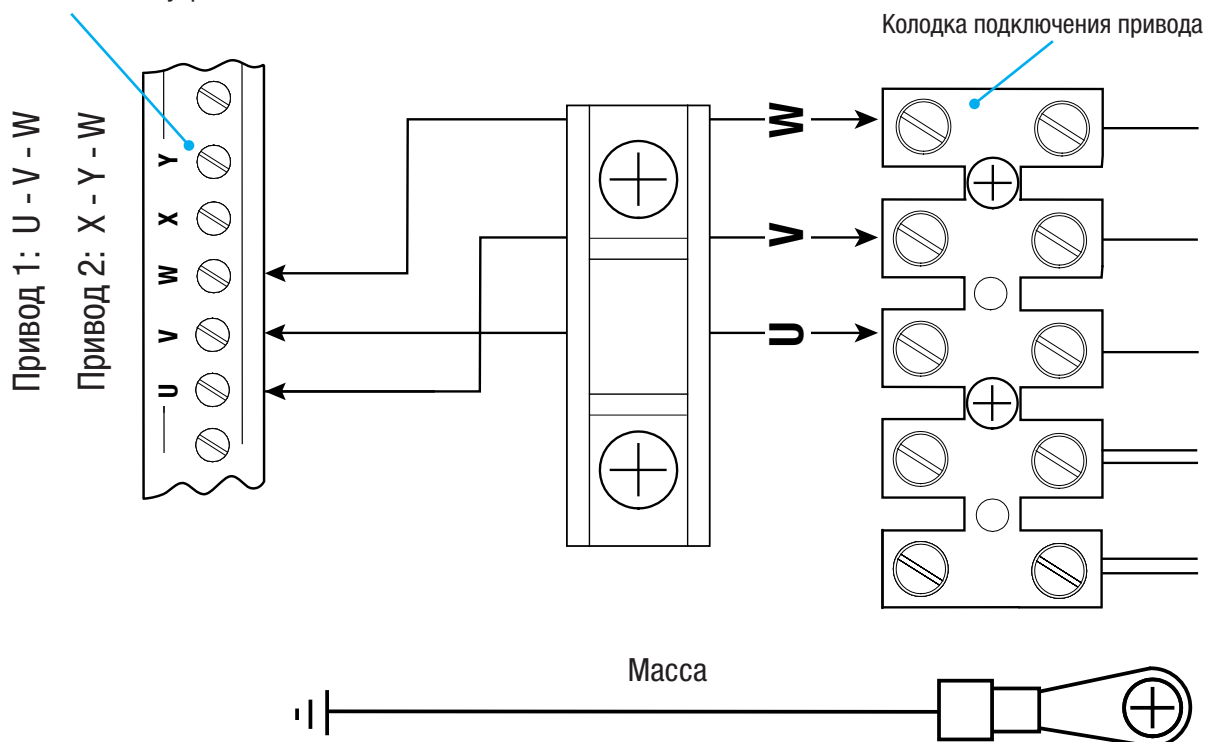 Колодка подключения привода
Привод 1: U - V - W
Привод 2: X - Y - W
Y
X
W
V
U
W
V
U
Масса